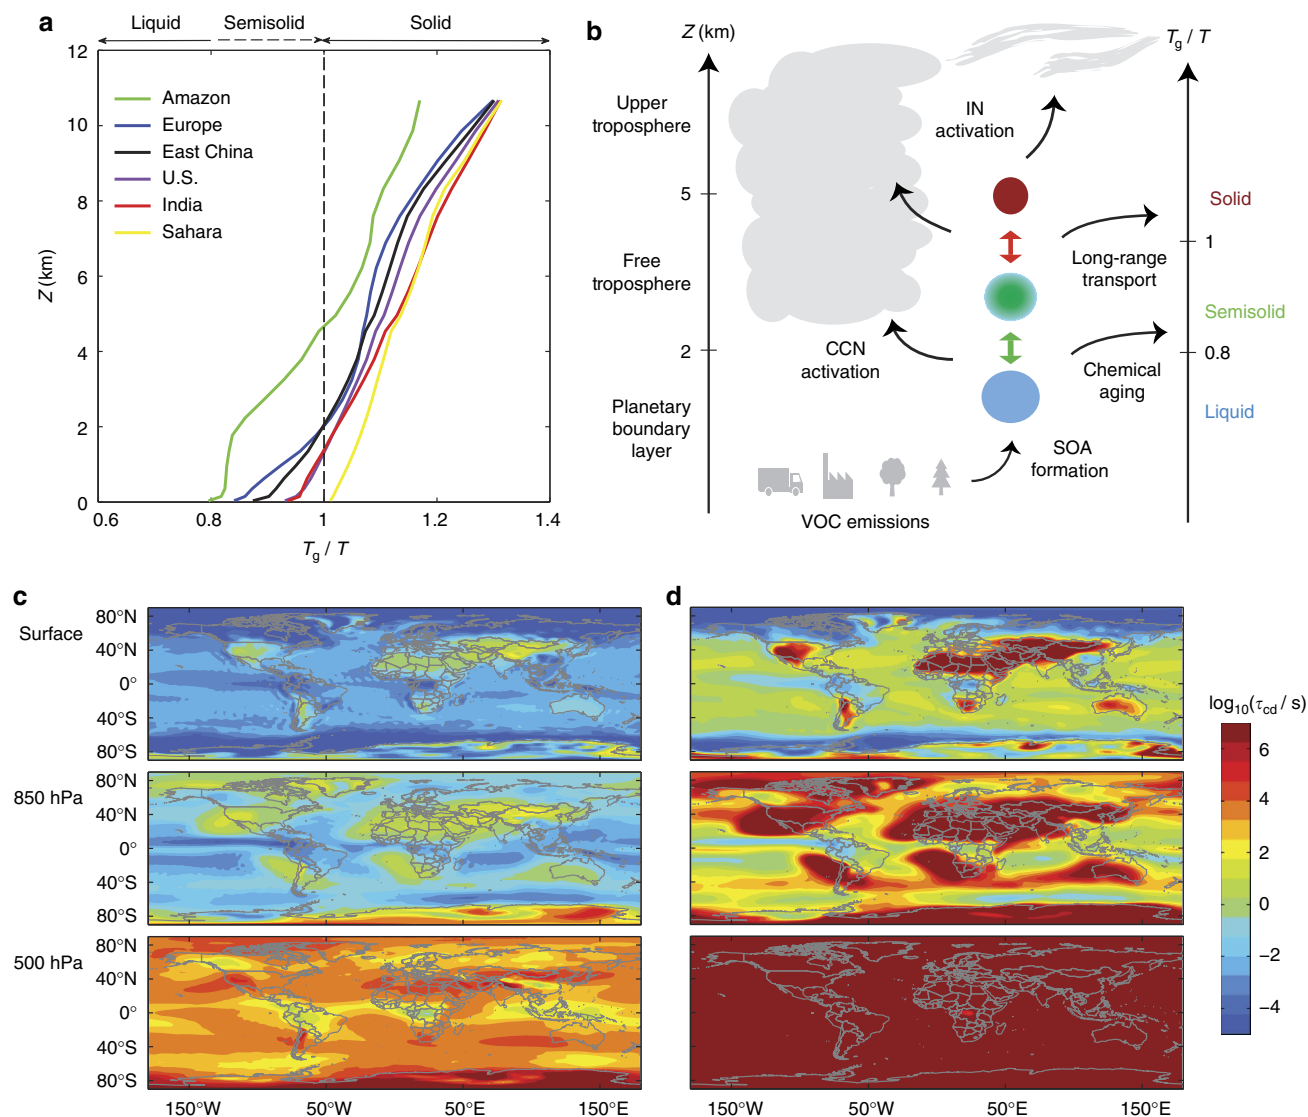 a
Liquid
Semisolid
Solid
12
10
8
6
4
2
0
Z (km)
Amazon
Europe
East China
U.S.
India
Sahara
0.6
0.8
1
1.2
1.4
Tg / T
b
Z (km)
Tg / T
Upper
troposphere
5
Free
troposphere
2
Planetary
boundary
layer
IN
activation
Long-range
transport
CCN
activation
Chemical
aging
SOA
formation
VOC emissions
Solid
1
Semisolid
0.8
Liquid
c
Surface
80°N
40°N
0°
40°S
80°S
850 hPa
80°N
40°N
0°
40°S
80°S
500 hPa
80°N
40°N
0°
40°S
80°S
150°W
50°W
50°E
150°E
d
150°W
50°W
50°E
150°E
log10(τcd / s)
6
4
2
0
−2
−4